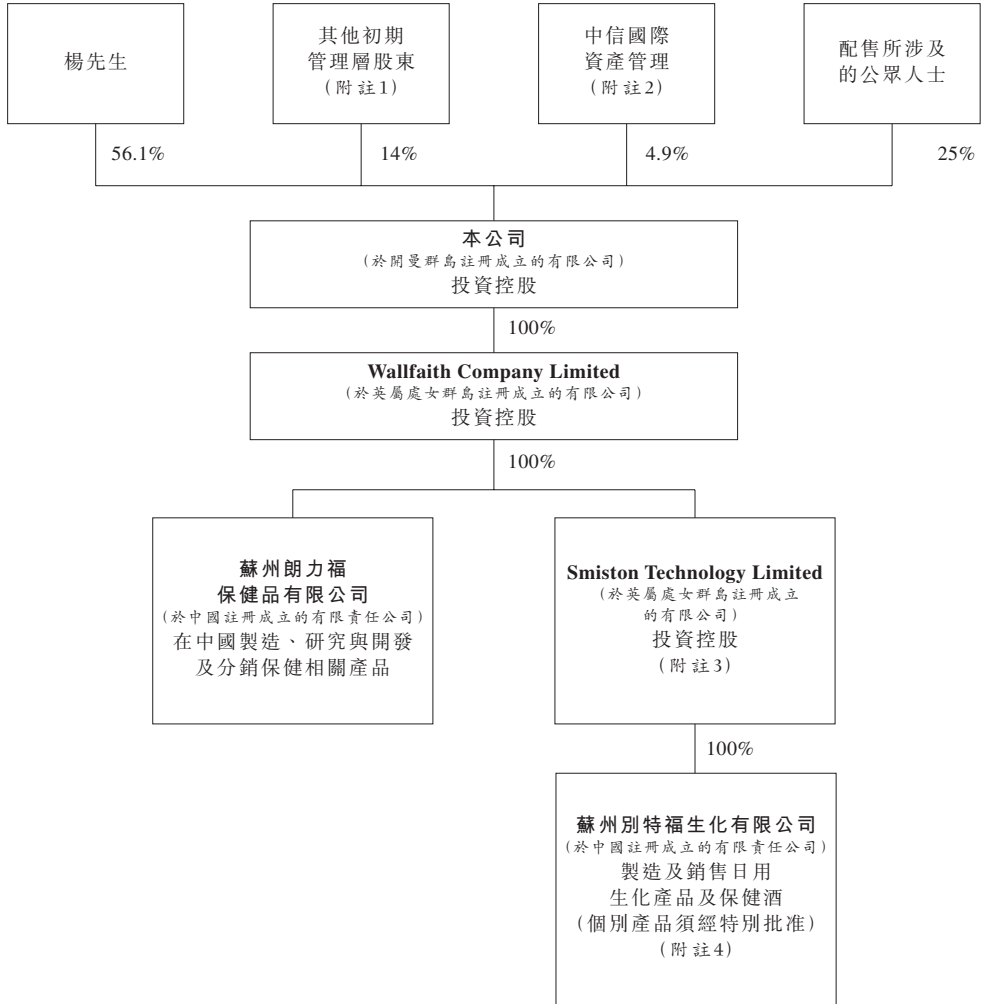 楊先生
其他初期
管理層股東
(附註1)
中信國際
資產管理
(附註2)
配售所涉及
的公眾人士
56.1%
14%
4.9%
25%
本公司
(於開曼群島註冊成立的有限公司)
投資控股
100%
Wallfaith Company Limited
(於英屬處女群島註冊成立的有限公司)
投資控股
100%
蘇州朗力福
保健品有限公司
(於中國註冊成立的有限責任公司)
在中國製造、研究與開發
及分銷保健相關產品
Smiston Technology Limited
(於英屬處女群島註冊成立
的有限公司)
投資控股
(附註3)
100%
蘇州別特福生化有限公司
(於中國註冊成立的有限責任公司)
製造及銷售日用
生化產品及保健酒
(個別產品須經特別批准)
(附註4)